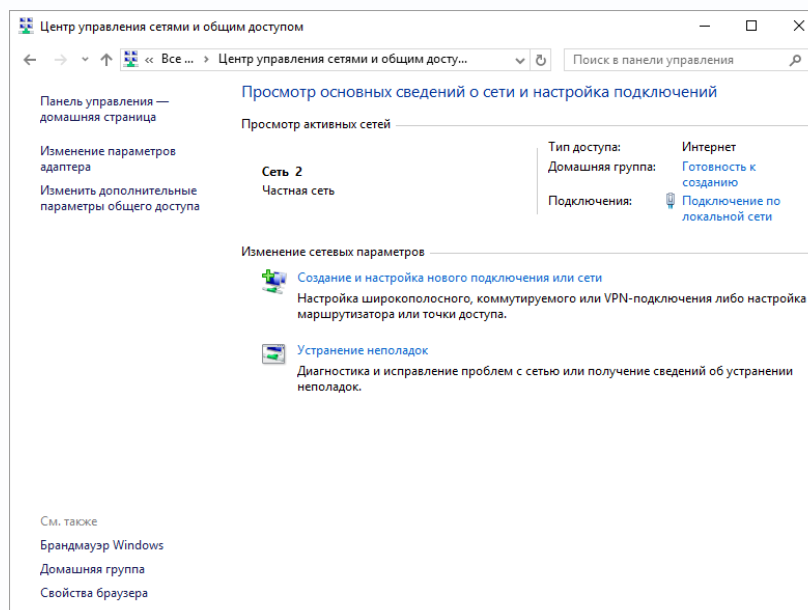 Центр управления сетями и общим доступом
« Все ... › Центр управления сетями и общим досту...
Поиск в панели управления
Панель управления —
домашняя страница
Изменение параметров
адаптера
Изменить дополнительные
параметры общего доступа
Просмотр основных сведений о сети и настройка подключений
Просмотр активных сетей
Сеть 2
Частная сеть
Тип доступа: Интернет
Домашняя группа: Готовность к
созданию
Подключения: Подключение по
локальной сети
Изменение сетевых параметров
Создание и настройка нового подключения или сети
Настройка широкополосного, коммутируемого или VPN-подключения либо настройка
маршрутизатора или точки доступа.
Устранение неполадок
Диагностика и исправление проблем с сетью или получение сведений об устранении
неполадок.
См. также
Брандмауэр Windows
Домашняя группа
Свойства браузера